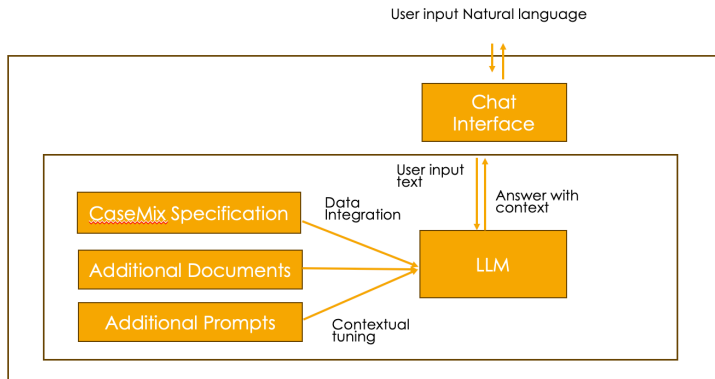 User input Natural language
Chat
Interface
User input
text
Answer with
context
Data
Integration
CaseMix Specification
Additional Documents
LLM
Additional Prompts
Contextual
tuning